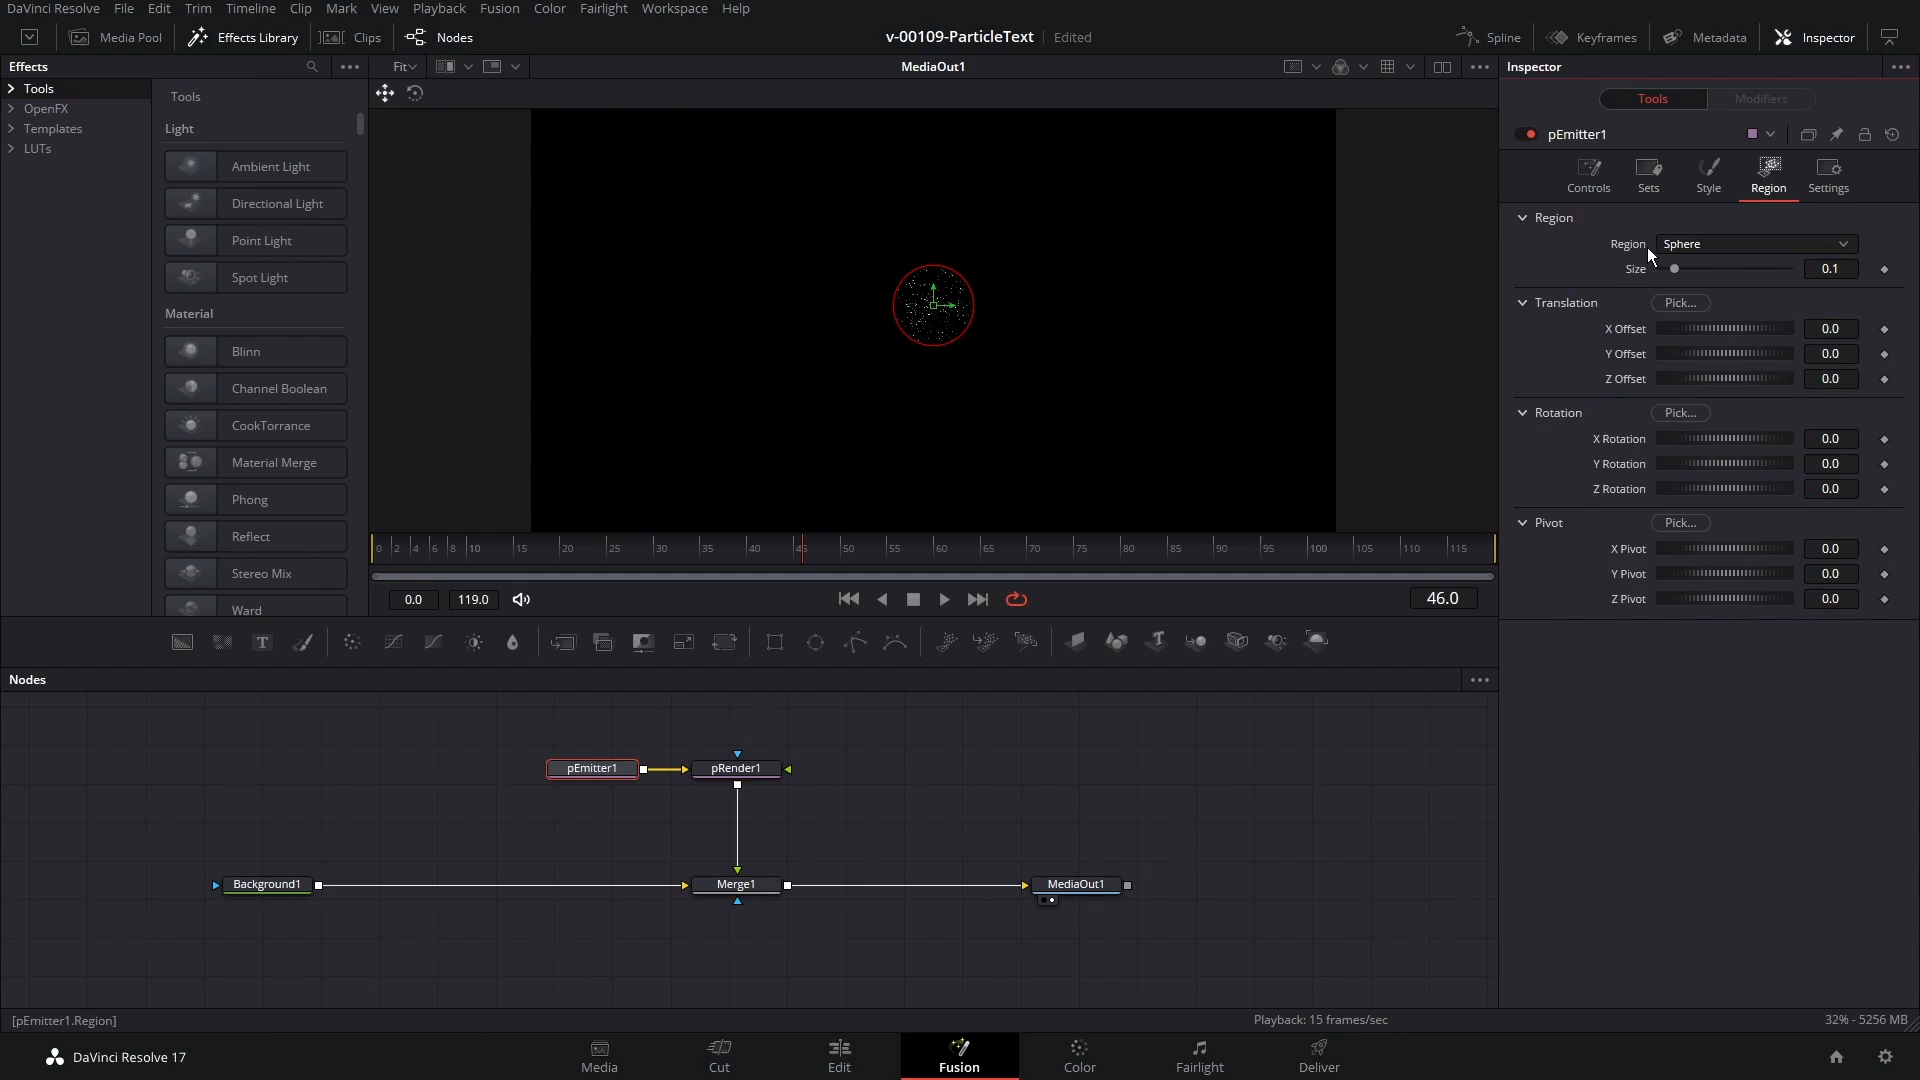 DaVinci Resolve File Edit Trim Timeline Clip Mark View Playback Fusion Color Fairlight Workspace Help
Media Pool Effects Library Clips Nodes v-00109-ParticleText Edited Spline Keyframes Metadata Inspector
Effects Fit MediaOut1 Inspector
Tools
OpenFX
Templates
LUTs
Tools
Light
Ambient Light
Directional Light
Point Light
Spot Light
Material
Blinn
Channel Boolean
CookTorrance
Material Merge
Phong
Reflect
Stereo Mix
Ward
0 2 4 6 8 10 15 20 25 30 35 40 45 50 55 60 65 70 75 80 85 90 95 100 105 110 115
0.0 119.0 46.0
T
Tools Modifiers
pEmitter1
Controls Sets Style Region Settings
Region
Region Sphere
Size 0.1
Translation Pick...
X Offset 0.0
Y Offset 0.0
Z Offset 0.0
Rotation Pick...
X Rotation 0.0
Y Rotation 0.0
Z Rotation 0.0
Pivot Pick...
X Pivot 0.0
Y Pivot 0.0
Z Pivot 0.0
Nodes
pEmitter1 pRender1
Background1 Merge1 MediaOut1
[pEmitter1.Region] Playback: 15 frames/sec 32% - 5256 MB
DaVinci Resolve 17 Media Cut Edit Fusion Color Fairlight Deliver